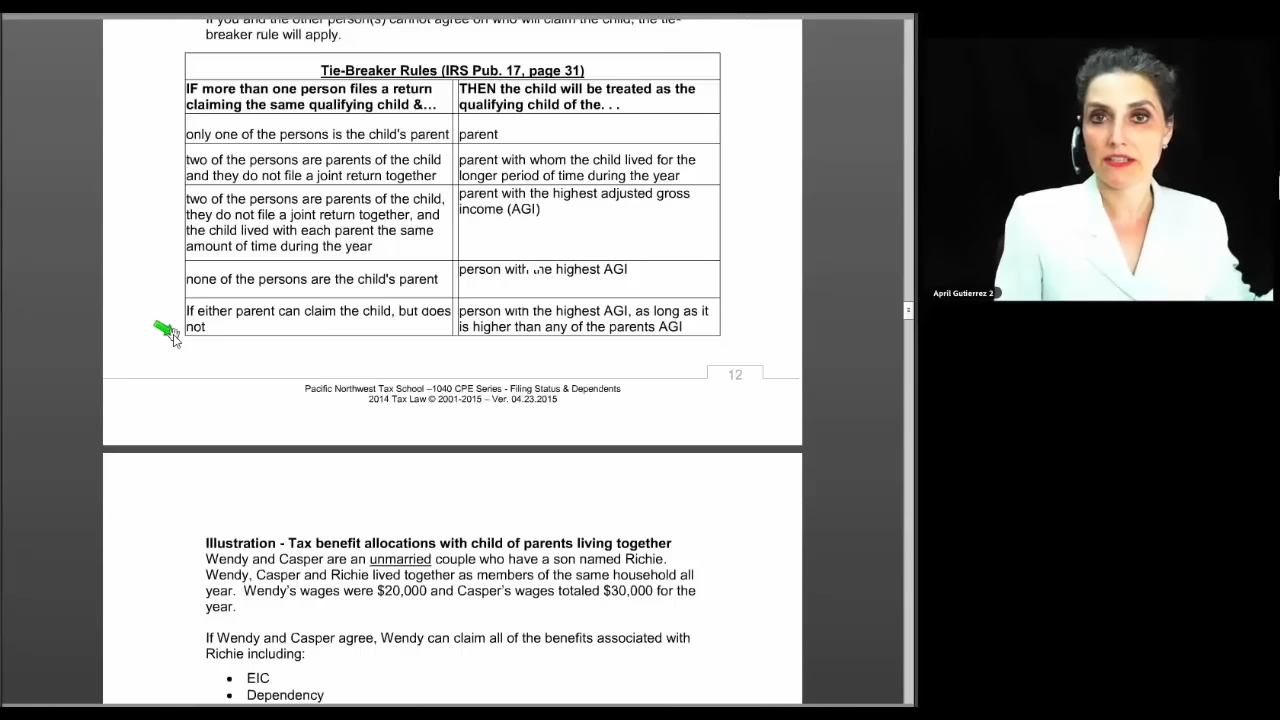 If you and the other person(s) cannot agree on who will claim the child, the tie-
breaker rule will apply.
Tie-Breaker Rules (IRS Pub. 17, page 31)
IF more than one person files a return
claiming the same qualifying child &…
THEN the child will be treated as the
qualifying child of the. . .
only one of the persons is the child's parent
parent
two of the persons are parents of the child
and they do not file a joint return together
parent with whom the child lived for the
longer period of time during the year
two of the persons are parents of the child,
they do not file a joint return together, and
the child lived with each parent the same
amount of time during the year
parent with the highest adjusted gross
income (AGI)
none of the persons are the child's parent
person with the highest AGI
If either parent can claim the child, but does
not
person with the highest AGI, as long as it
is higher than any of the parents AGI
12
Pacific Northwest Tax School –1040 CPE Series - Filing Status & Dependents
2014 Tax Law © 2001-2015 – Ver. 04.23.2015
Illustration - Tax benefit allocations with child of parents living together
Wendy and Casper are an unmarried couple who have a son named Richie.
Wendy, Casper and Richie lived together as members of the same household all
year. Wendy's wages were $20,000 and Casper's wages totaled $30,000 for the
year.
If Wendy and Casper agree, Wendy can claim all of the benefits associated with
Richie including:
• EIC
• Dependency
April Gutierrez 2